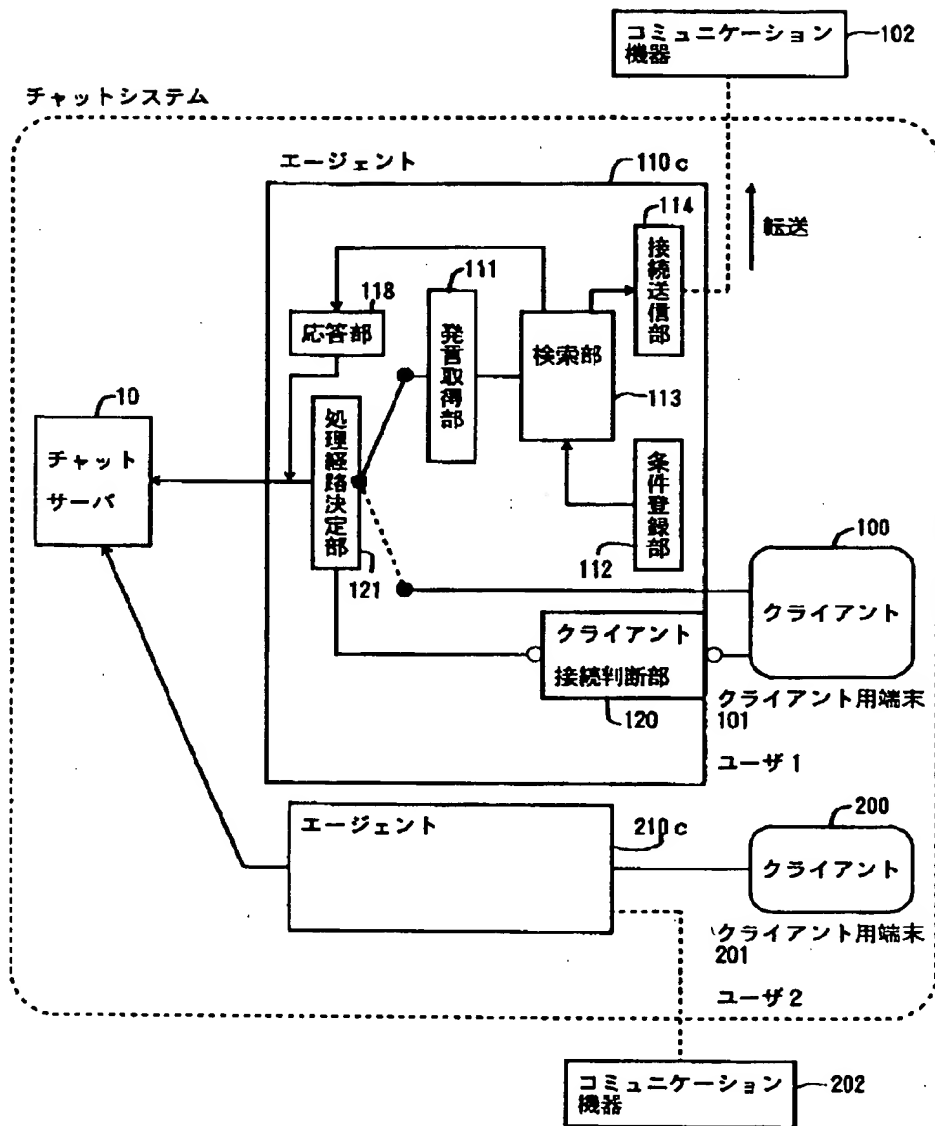 コミュニケーション
機器
102
チャットシステム
エージェント
110c
114
接続送信部
転送
111
発言取得部
118
応答部
検索部
113
10
チャット
サーバ
処理経路決定部
121
条件登録部
112
100
クライアント
クライアント
接続判断部
120
クライアント用端末
101
ユーザ1
エージェント
210c
200
クライアント
クライアント用端末
201
ユーザ2
コミュニケーション
機器
202